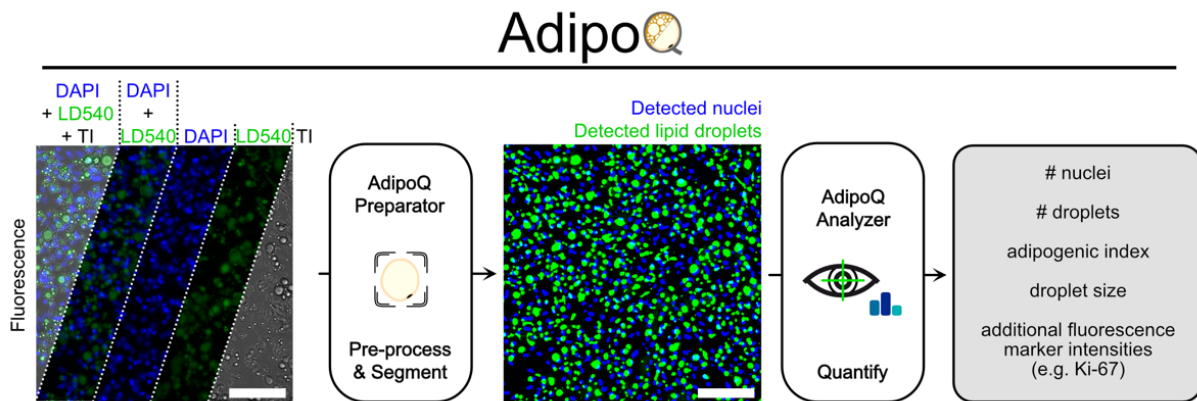 AdipoQ
DAPI
+ LD540
+ TI
DAPI
+
LD540
DAPI
LD540
TI
Fluorescence
AdipoQ
Preparator
Pre-process
& Segment
Detected nuclei
Detected lipid droplets
AdipoQ
Analyzer
Quantify
# nuclei
# droplets
adipogenic index
droplet size
additional fluorescence
marker intensities
(e.g. Ki-67)